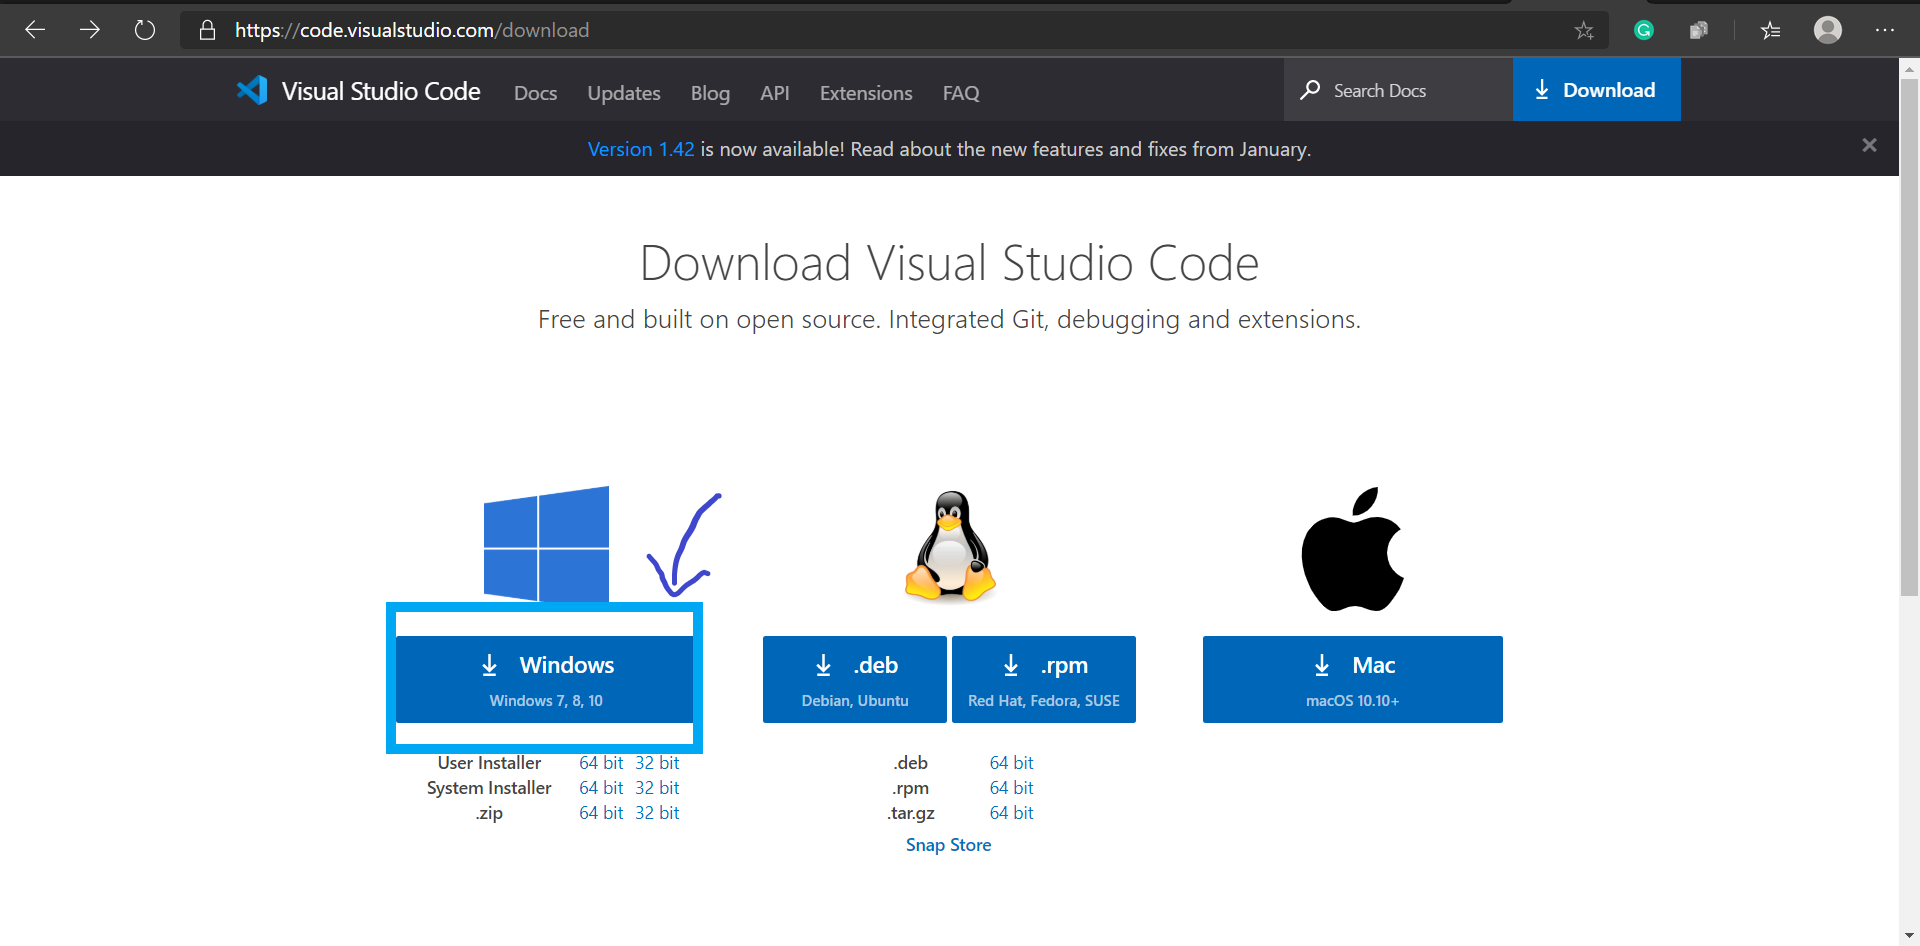 https://code.visualstudio.com/download
Visual Studio Code Docs Updates Blog API Extensions FAQ Search Docs Download
Version 1.42 is now available! Read about the new features and fixes from January.
Download Visual Studio Code
Free and built on open source. Integrated Git, debugging and extensions.
Windows
Windows 7, 8, 10
.deb
Debian, Ubuntu
.rpm
Red Hat, Fedora, SUSE
Mac
macOS 10.10+
User Installer 64 bit 32 bit
System Installer 64 bit 32 bit
.zip 64 bit 32 bit
.deb 64 bit
.rpm 64 bit
.tar.gz 64 bit
Snap Store